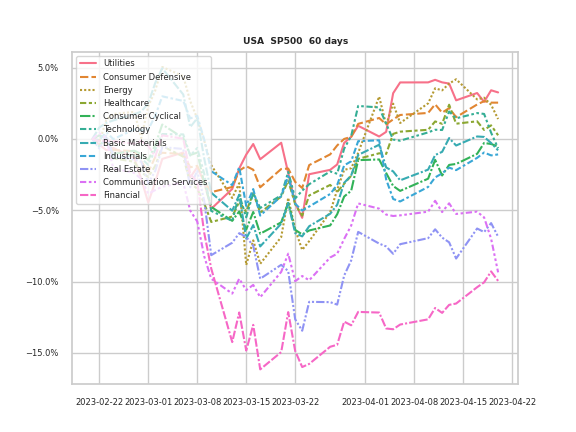 USA  SP500  60 days
5.0%
0.0%
−5.0%
−10.0%
−15.0%
Utilities
Consumer Defensive
Energy
Healthcare
Consumer Cyclical
Technology
Basic Materials
Industrials
Real Estate
Communication Services
Financial
2023-02-22 2023-03-01 2023-03-08 2023-03-15 2023-03-22 2023-04-01 2023-04-08 2023-04-15 2023-04-22